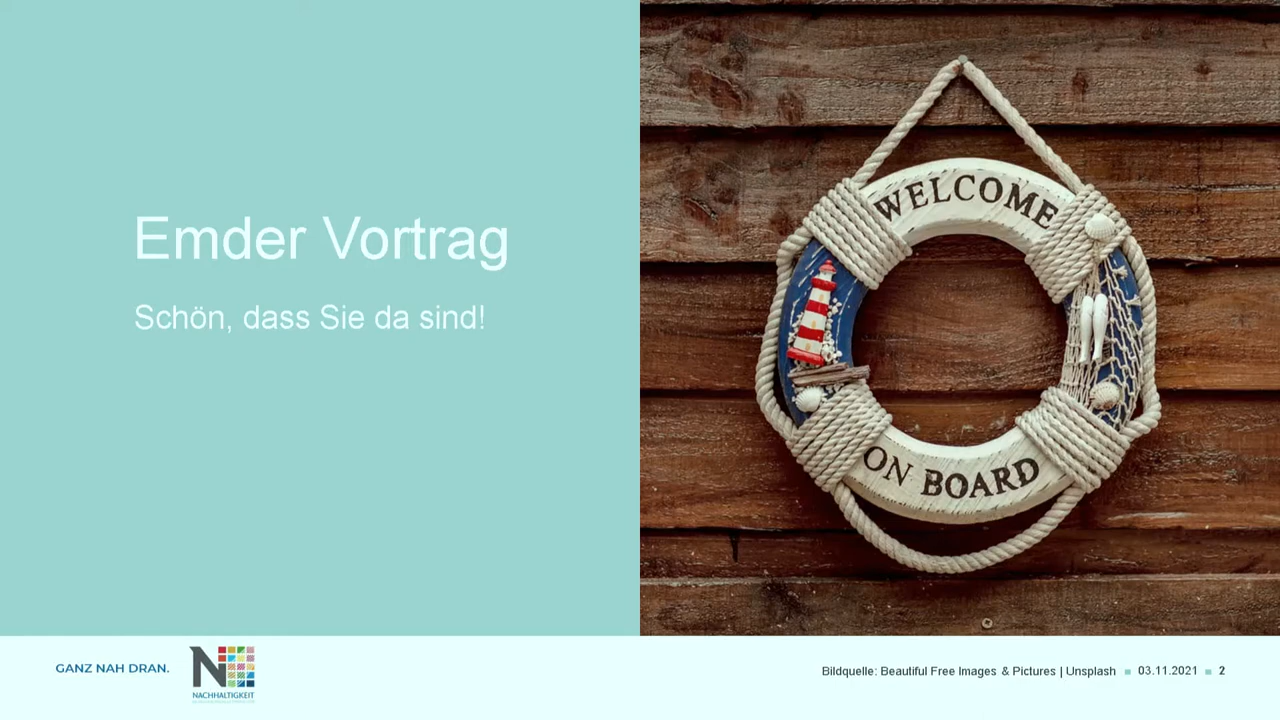 Emder Vortrag
Schön, dass Sie da sind!
WELCOME
ON BOARD
GANZ NAH DRAN.
N
NACHHALTIGKEIT
Bildquelle: Beautiful Free Images & Pictures | Unsplash 03.11.2021 2